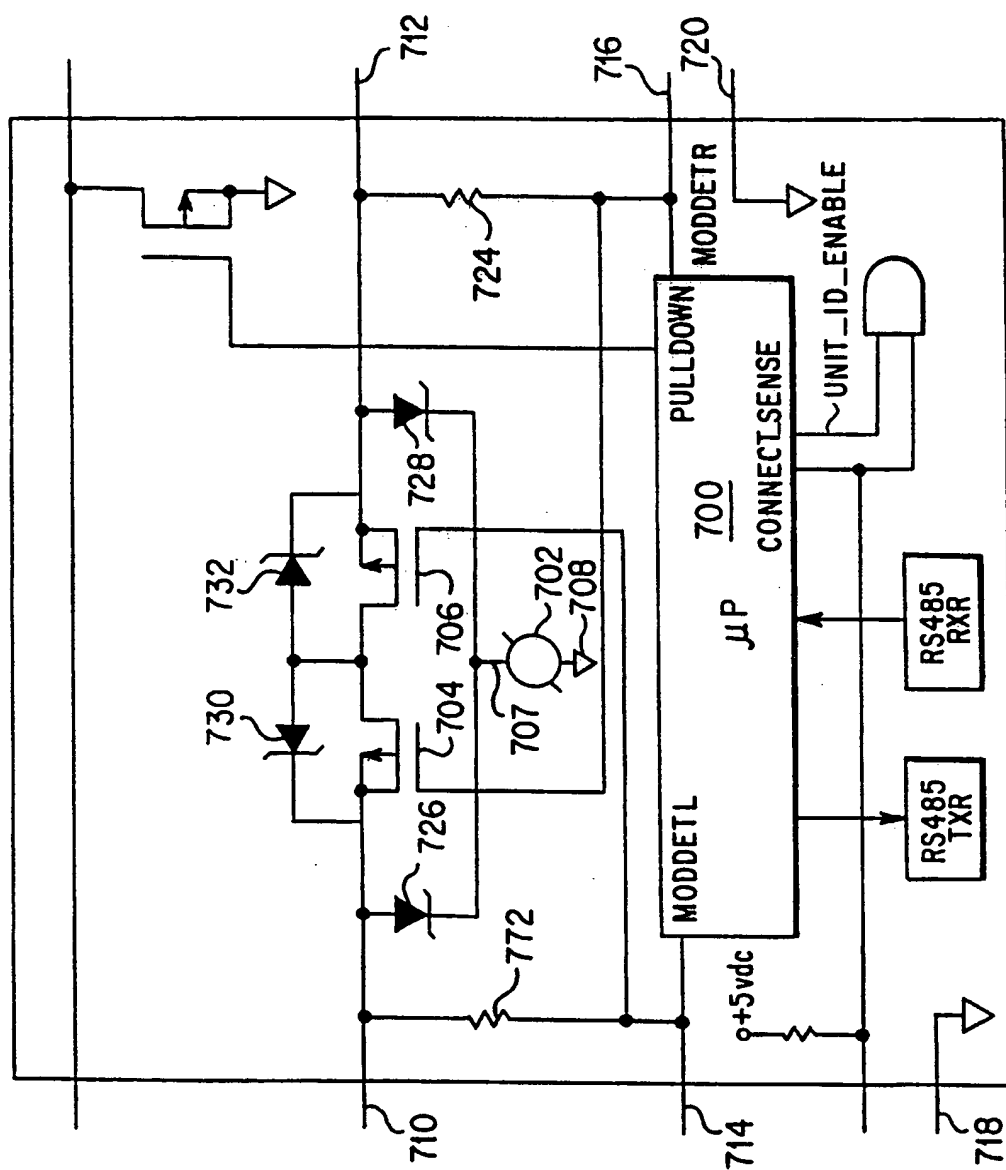 712
716
720
724
MODDETR
UNIT_ID_ENABLE
732
728
706
702
708
730
704
707
726
772
PULLDOWN
CONNECT_SENSE
700
μP
MODDETL
+5vdc
RS485
RXR
RS485
TXR
710
714
718